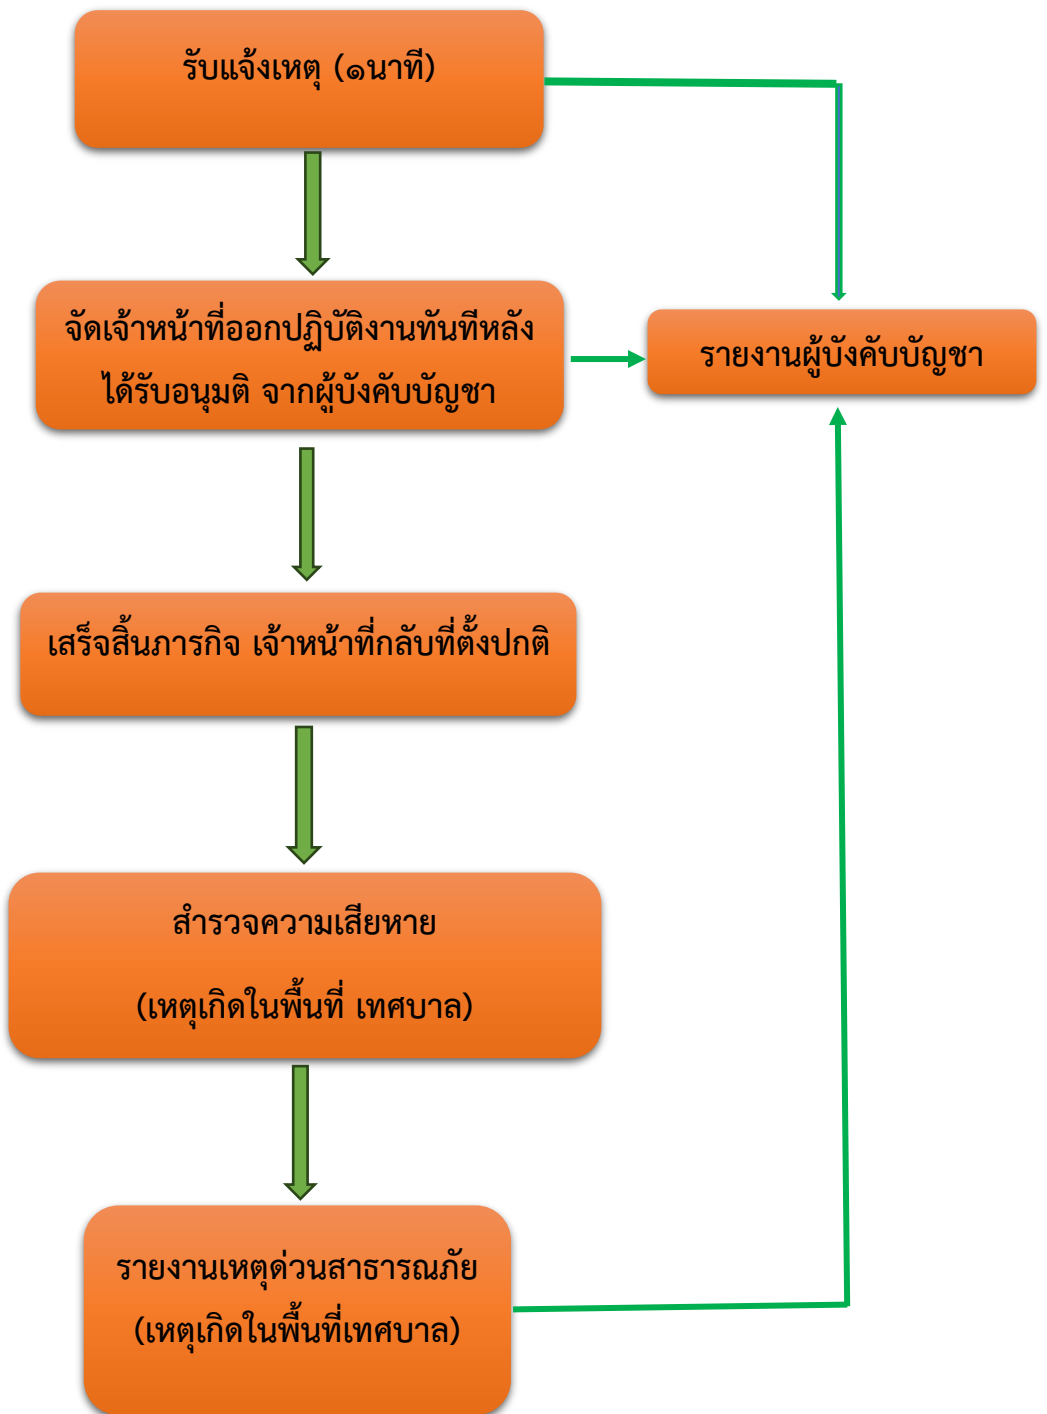 รับแจ้งเหตุ (๑นาที)
จัดเจ้าหน้าที่ออกปฏิบัติงานทันทีหลัง
ได้รับอนุมติ จากผู้บังคับบัญชา
รายงานผู้บังคับบัญชา
เสร็จสิ้นภารกิจ เจ้าหน้าที่กลับที่ตั้งปกติ
สำรวจความเสียหาย
(เหตุเกิดในพื้นที่ เทศบาล)
รายงานเหตุด่วนสาธารณภัย
(เหตุเกิดในพื้นที่เทศบาล)